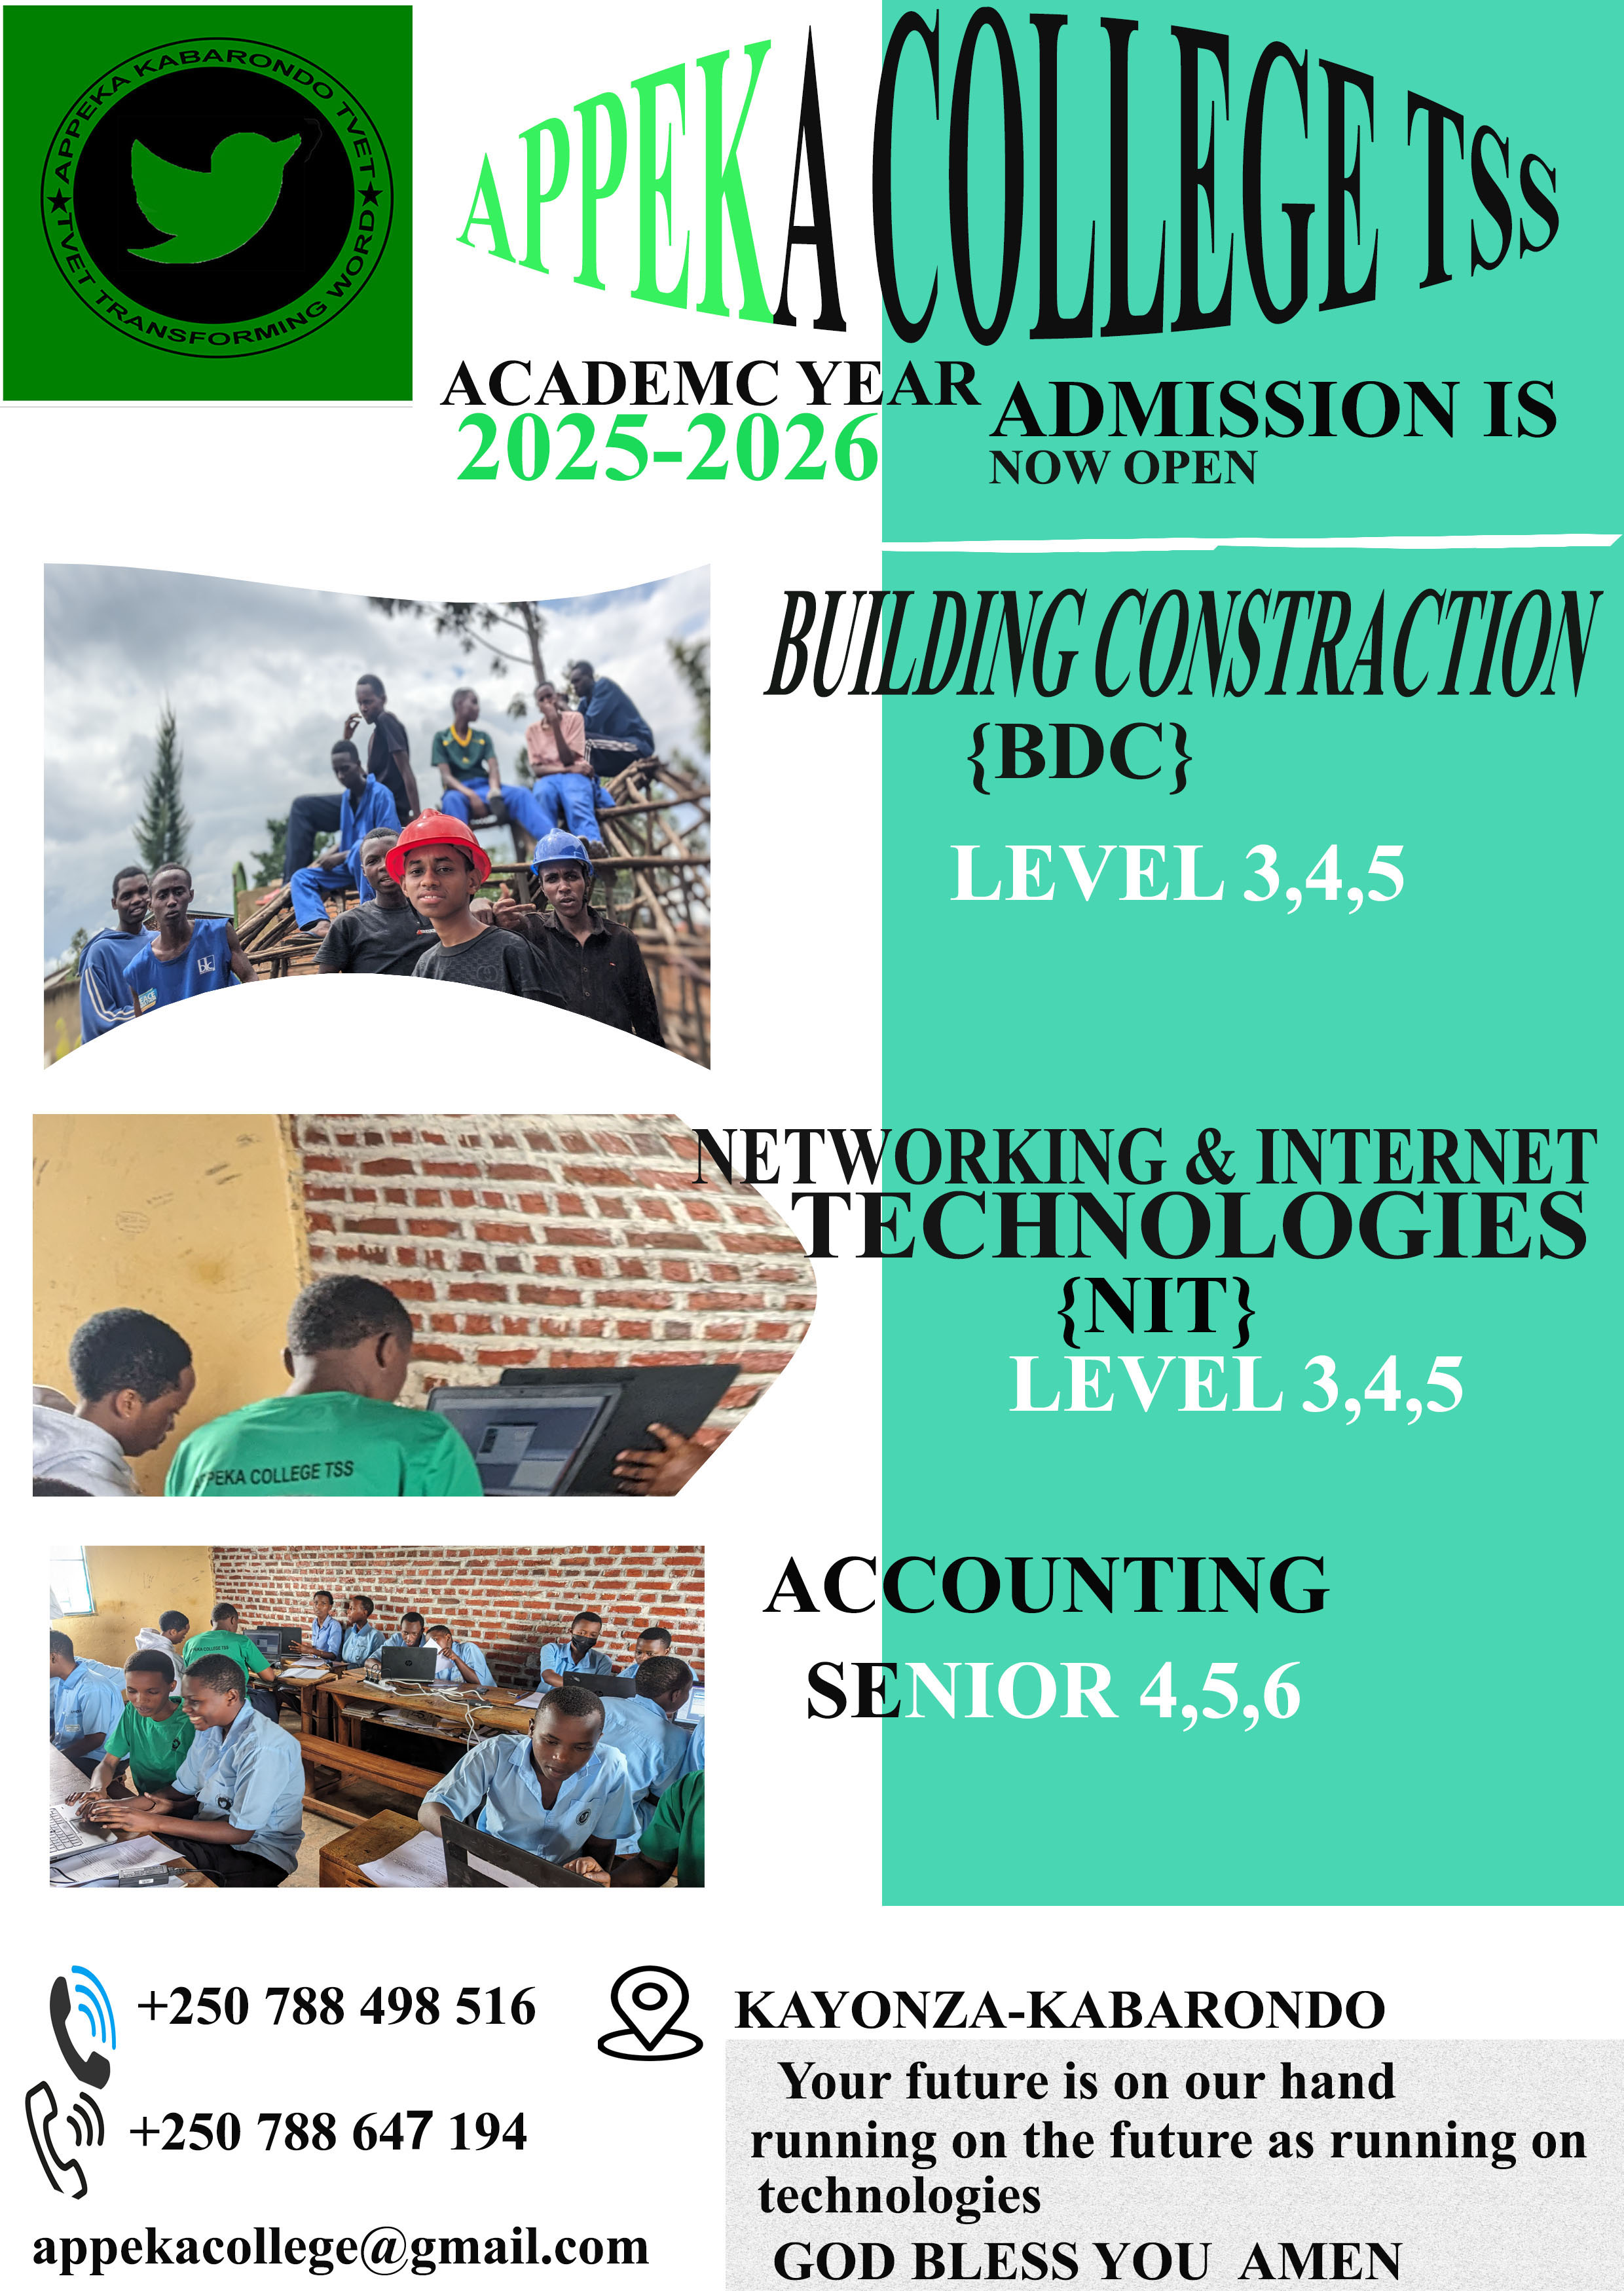 APPEKA KABARONDO TVET
TVET TRANSFORMING WORD
APPEKA COLLEGE TSS
ACADEMC YEAR
2025-2026
ADMISSION IS
NOW OPEN
BUILDING CONSTRACTION
{BDC}
LEVEL 3,4,5
NETWORKING & INTERNET
TECHNOLOGIES
{NIT}
LEVEL 3,4,5
PEKA COLLEGE TSS
ACCOUNTING
SENIOR 4,5,6
+250 788 498 516
+250 788 647 194
appekacollege@gmail.com
KAYONZA-KABARONDO
Your future is on our hand
running on the future as running on
technologies
GOD BLESS YOU AMEN